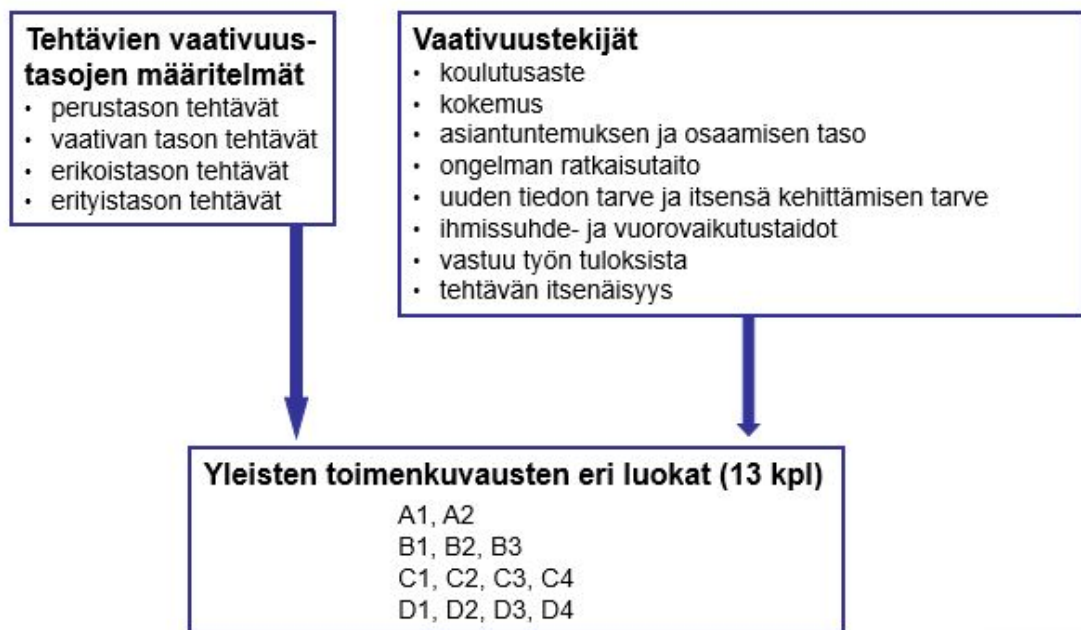 Tehtävien vaativuus-
tasojen määritelmät
• perustason tehtävät
• vaativan tason tehtävät
• erikoistason tehtävät
• erityistason tehtävät
Vaativuustekijät
• koulutusaste
• kokemus
• asiantuntemuksen ja osaamisen taso
• ongelman ratkaisutaito
• uuden tiedon tarve ja itsensä kehittämisen tarve
• ihmissuhde- ja vuorovaikutustaidot
• vastuu työn tuloksista
• tehtävän itsenäisyys
Yleisten toimenkuvausten eri luokat (13 kpl)
A1, A2
B1, B2, B3
C1, C2, C3, C4
D1, D2, D3, D4